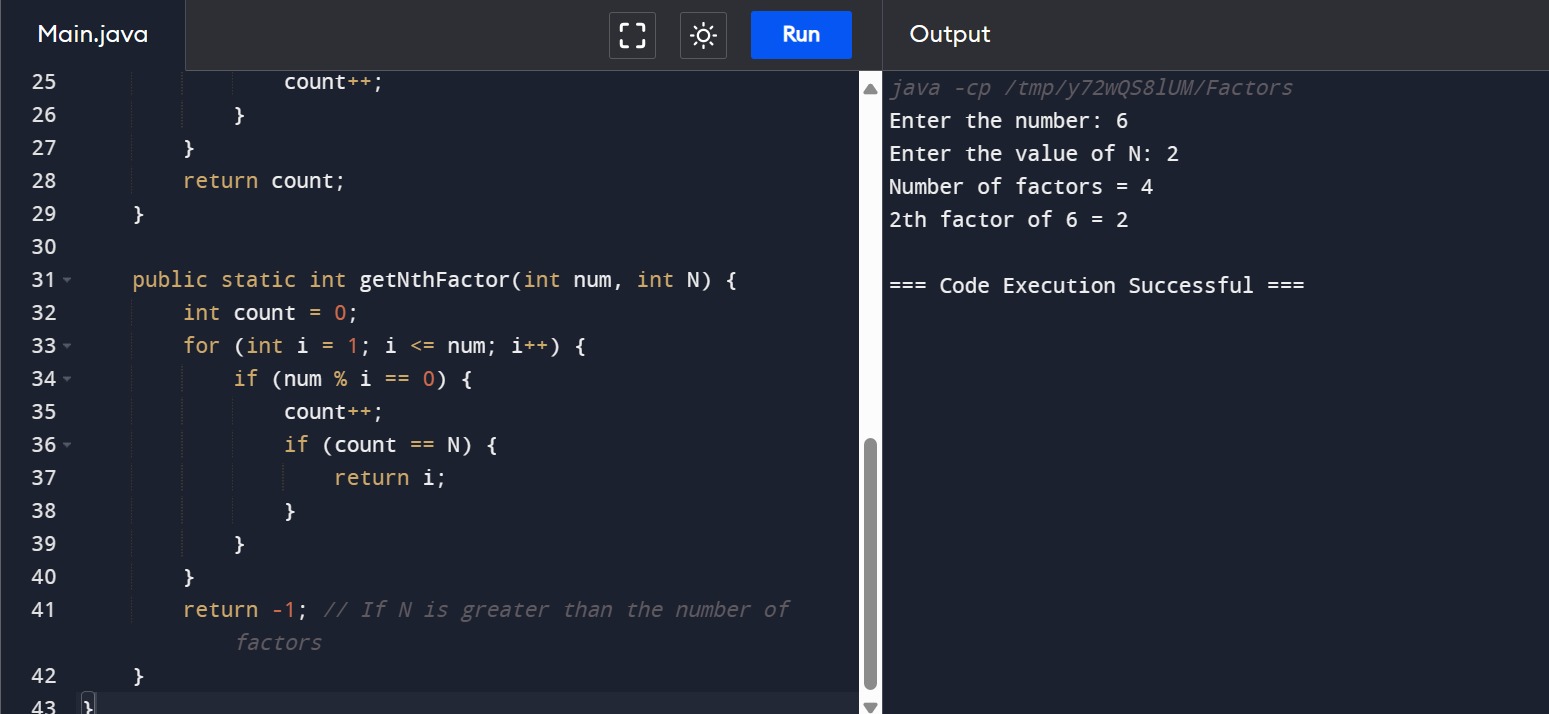 Main.java
Run
Output
25 count++;
26 }
27 }
28 return count;
29 }
30
31 public static int getNthFactor(int num, int N) {
32 int count = 0;
33 for (int i = 1; i <= num; i++) {
34 if (num % i == 0) {
35 count++;
36 if (count == N) {
37 return i;
38 }
39 }
40 }
41 return -1; // If N is greater than the number of
factors
42 }
43 }
java -cp /tmp/y72wQS8lUM/Factors
Enter the number: 6
Enter the value of N: 2
Number of factors = 4
2th factor of 6 = 2
=== Code Execution Successful ===